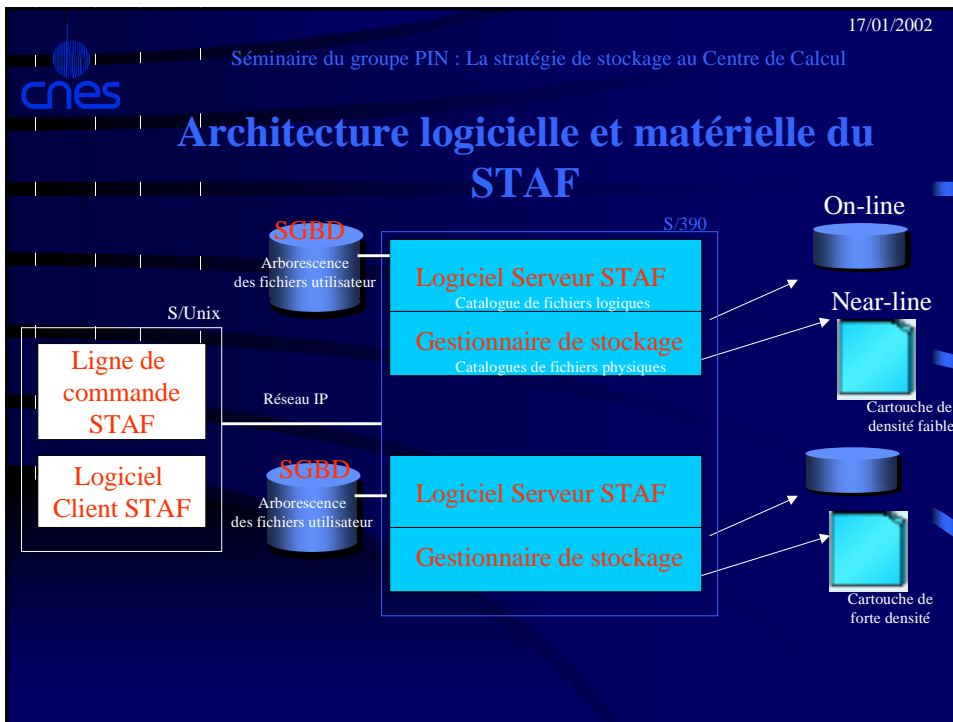 17/01/2002
Séminaire du groupe PIN : La stratégie de stockage au Centre de Calcul
cnes
Architecture logicielle et matérielle du
STAF
On-line
S/390
SGBD
Arborescence
des fichiers utilisateur
Logiciel Serveur STAF
Catalogue de fichiers logiques
Near-line
S/Unix
Gestionnaire de stockage
Catalogues de fichiers physiques
Ligne de
commande
STAF
Réseau IP
Cartouche de
densité faible
SGBD
Arborescence
des fichiers utilisateur
Logiciel Serveur STAF
Logiciel
Client STAF
Gestionnaire de stockage
Cartouche de
forte densité